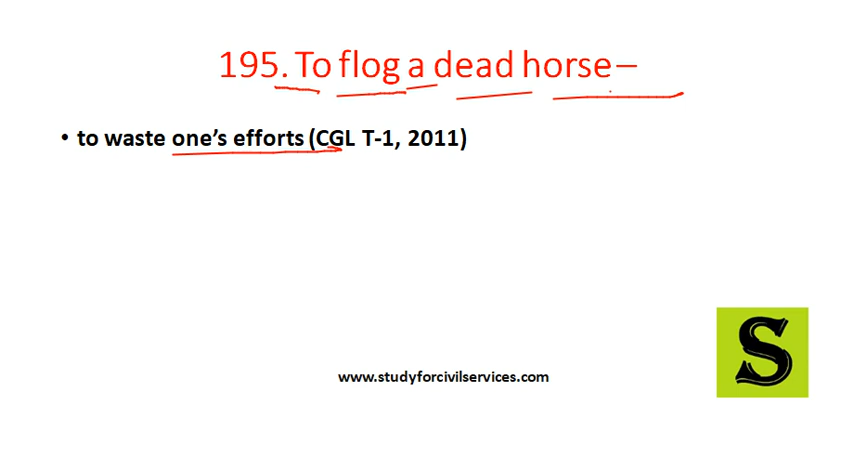 195. To flog a dead horse –
• to waste one's efforts (CGL T-1, 2011)
S
www.studyforcivilservices.com